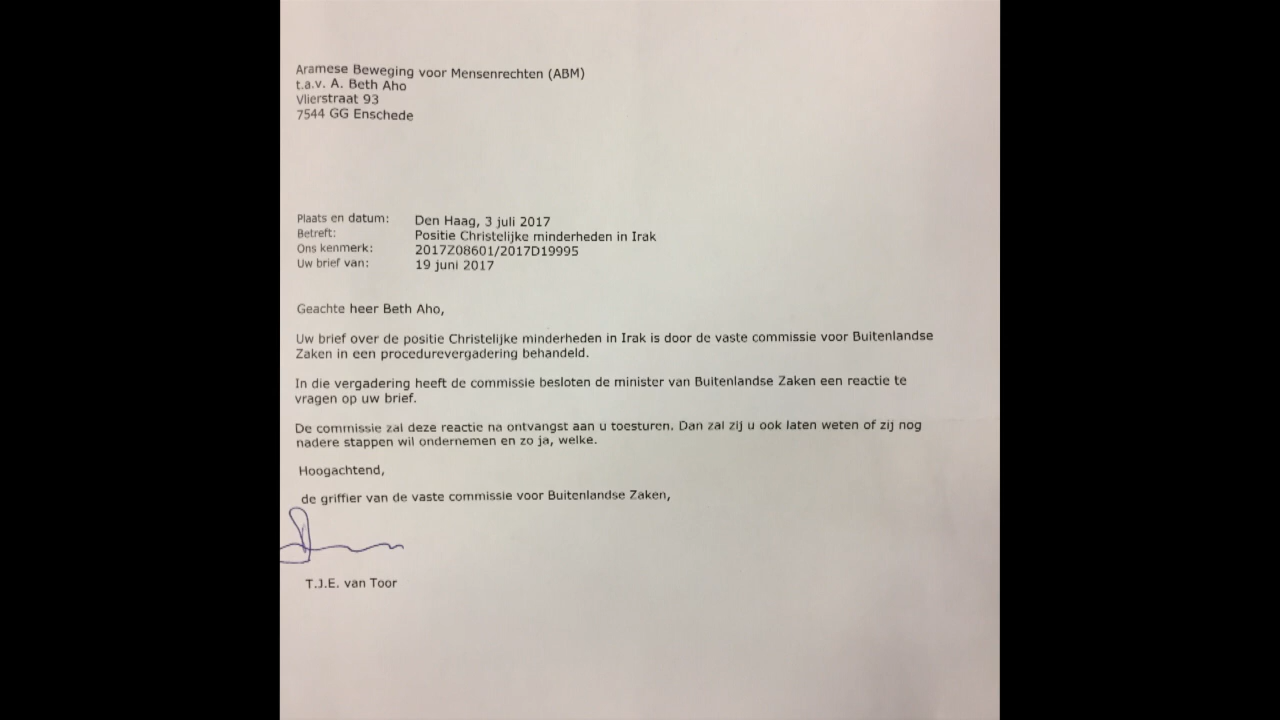 Aramese Beweging voor Mensenrechten (ABM)
t.a.v. A. Beth Aho
Vlierstraat 93
7544 GG Enschede
Plaats en datum: Den Haag, 3 juli 2017
Betreft: Positie Christelijke minderheden in Irak
Ons kenmerk: 2017Z08601/2017D19995
Uw brief van: 19 juni 2017
Geachte heer Beth Aho,
Uw brief over de positie Christelijke minderheden in Irak is door de vaste commissie voor Buitenlandse
Zaken in een procedurevergadering behandeld.
In die vergadering heeft de commissie besloten de minister van Buitenlandse Zaken een reactie te
vragen op uw brief.
De commissie zal deze reactie na ontvangst aan u toesturen. Dan zal zij u ook laten weten of zij nog
nadere stappen wil ondernemen en zo ja, welke.
Hoogachtend,
de griffier van de vaste commissie voor Buitenlandse Zaken,
T.J.E. van Toor